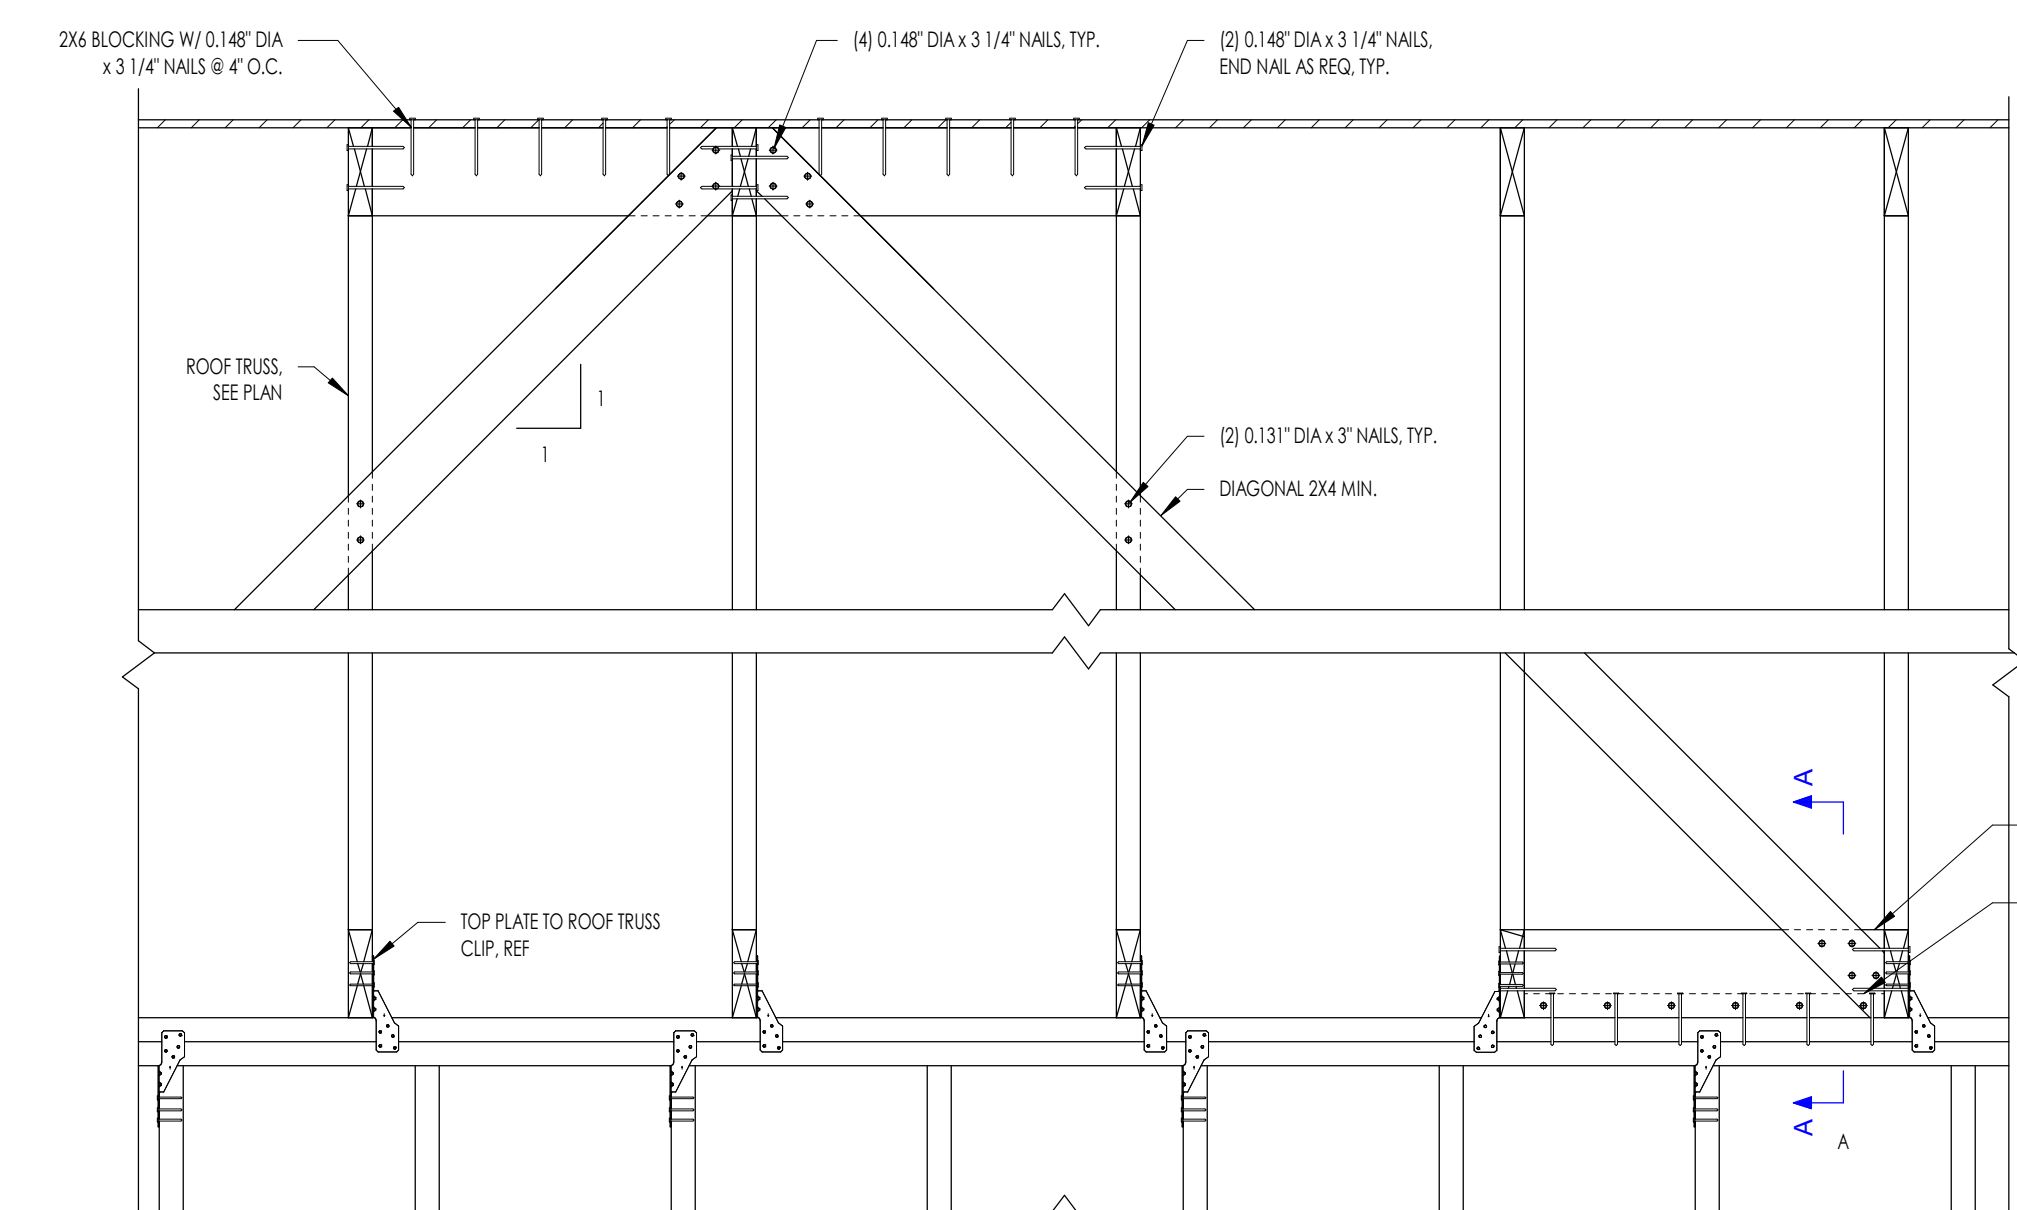 2X6 BLOCKING W/ 0.148" DIA
x 3 1/4" NAILS @ 4" O.C.
(4) 0.148" DIA x 3 1/4" NAILS, TYP.
(2) 0.148" DIA x 3 1/4" NAILS,
END NAIL AS REQ, TYP.
ROOF TRUSS,
SEE PLAN
1
1
(2) 0.131" DIA x 3" NAILS, TYP.
DIAGONAL 2X4 MIN.
A
TOP PLATE TO ROOF TRUSS
CLIP, REF
A
A